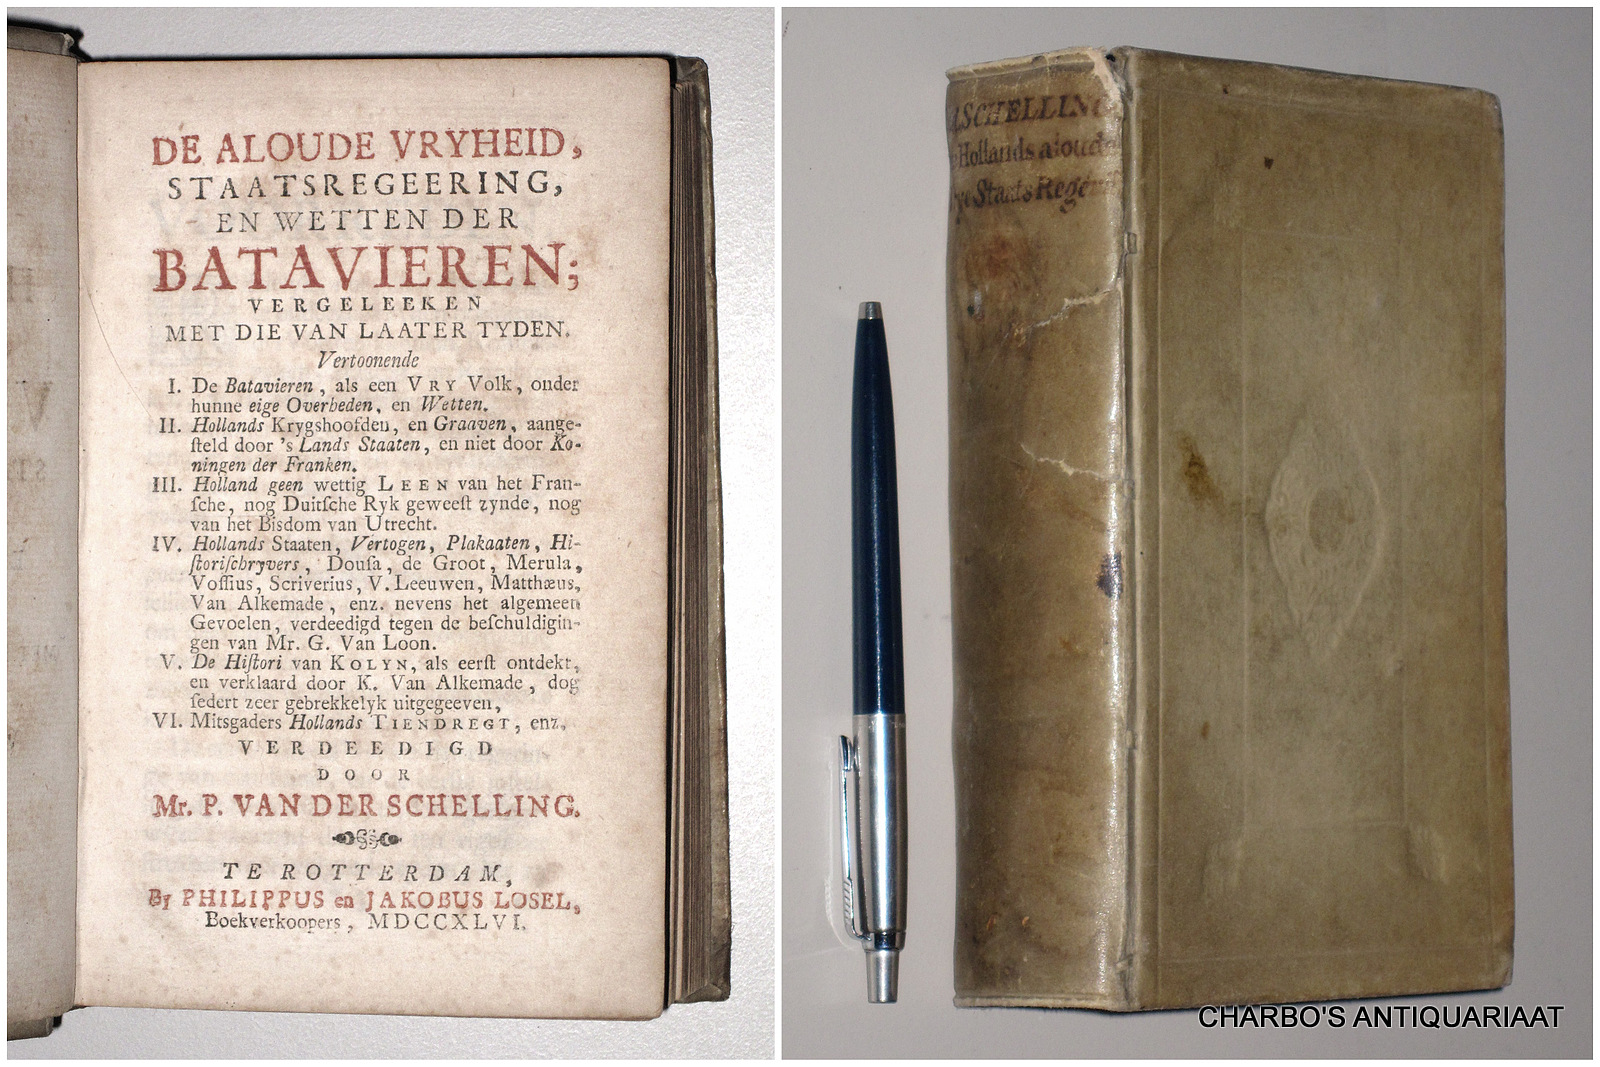 DE ALOUDE VRYHEID,
STAATSREGEERING,
EN WETTEN DER
BATAVIEREN;
VERGELEEKEN
MET DIE VAN LAATER TYDEN.
Vertoonende
I. De Batavieren, als een VRY Volk, onder
hunne eige Overheden, en Wetten.
II. Hollands Krygshoofden, en Graaven, aange-
ſteld door 's Lands Staaten, en niet door Ko-
ningen der Franken.
III. Holland geen wettig LEEN van het Fran-
ſche, nog Duitſche Ryk geweeſt zynde, nog
van het Bisdom van Utrecht.
IV. Hollands Staaten, Vertogen, Plakaaten, Hi-
ſtoriſchryvers, Douſa, de Groot, Merula,
Voſſius, Scriverius, V. Leeuwen, Matthæus,
Van Alkemade, enz. nevens het algemeen
Gevoelen, verdeedigd tegen de beſchuldigin-
gen van Mr. G. Van Loon.
V. De Hiſtori van KOLYN, als eerſt ontdekt,
en verklaard door K. Van Alkemade, dog
ſedert zeer gebrekkelyk uitgegeeven,
VI. Mitsgaders Hollands TIENDREGT, enz.
VERDEEDIGD
DOOR
Mr. P. VAN DER SCHELLING.
TE ROTTERDAM,
By PHILIPPUS en JAKOBUS LOSEL,
Boekverkoopers, MDCCXLVI.
SCHELLING
Hollands aloude
Staats Reger
CHARBO'S ANTIQUARIAAT